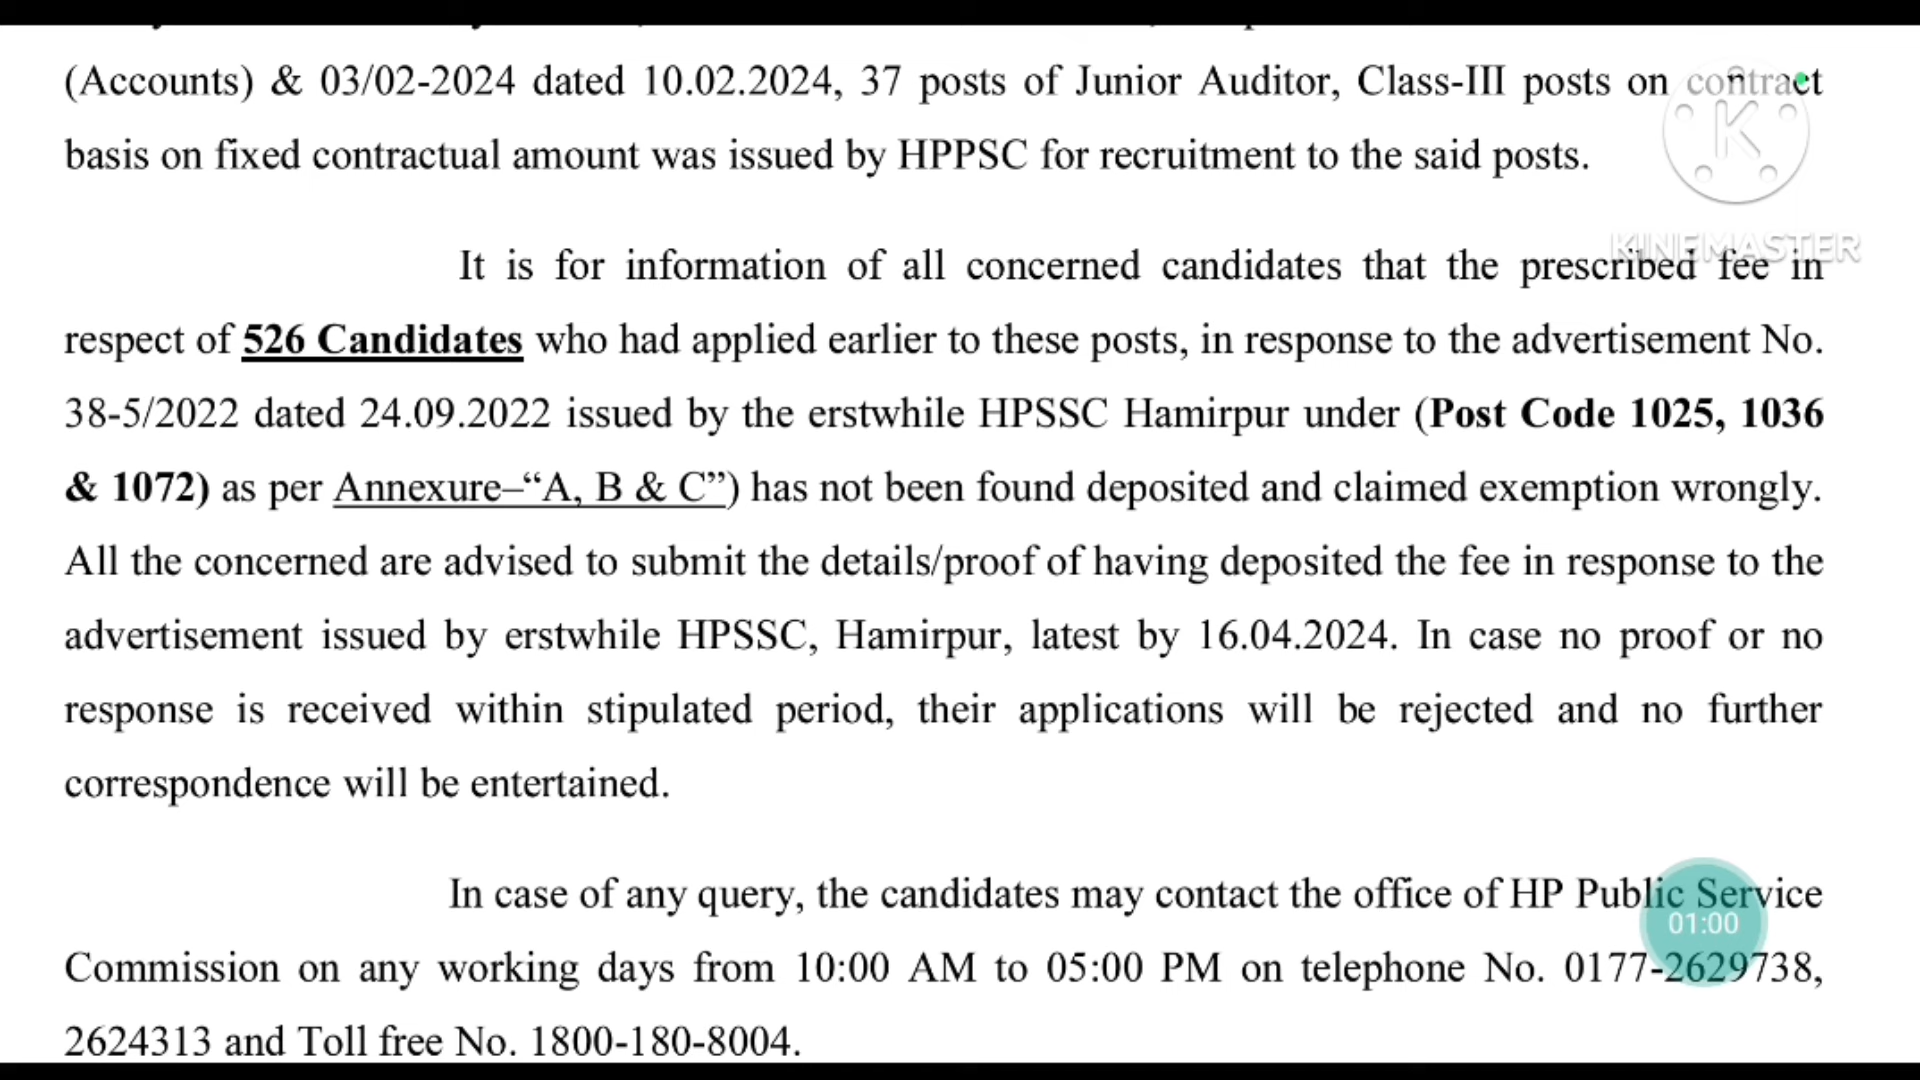 (Accounts) & 03/02-2024 dated 10.02.2024, 37 posts of Junior Auditor, Class-III posts on contract
basis on fixed contractual amount was issued by HPPSC for recruitment to the said posts.
K
KINEMASTER
It is for information of all concerned candidates that the prescribed fee in
respect of 526 Candidates who had applied earlier to these posts, in response to the advertisement No.
38-5/2022 dated 24.09.2022 issued by the erstwhile HPSSC Hamirpur under (Post Code 1025, 1036
& 1072) as per Annexure–“A, B & C”) has not been found deposited and claimed exemption wrongly.
All the concerned are advised to submit the details/proof of having deposited the fee in response to the
advertisement issued by erstwhile HPSSC, Hamirpur, latest by 16.04.2024. In case no proof or no
response is received within stipulated period, their applications will be rejected and no further
correspondence will be entertained.
In case of any query, the candidates may contact the office of HP Public Service
01:00
Commission on any working days from 10:00 AM to 05:00 PM on telephone No. 0177-2629738,
2624313 and Toll free No. 1800-180-8004.